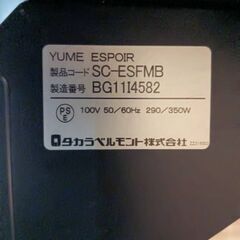 YUME ESPOIR
製品コード SC-ESFMB
製造番号 BG11I4582
PS
E
100V 50/60Hz 290/350W
タカラベルモント株式会社